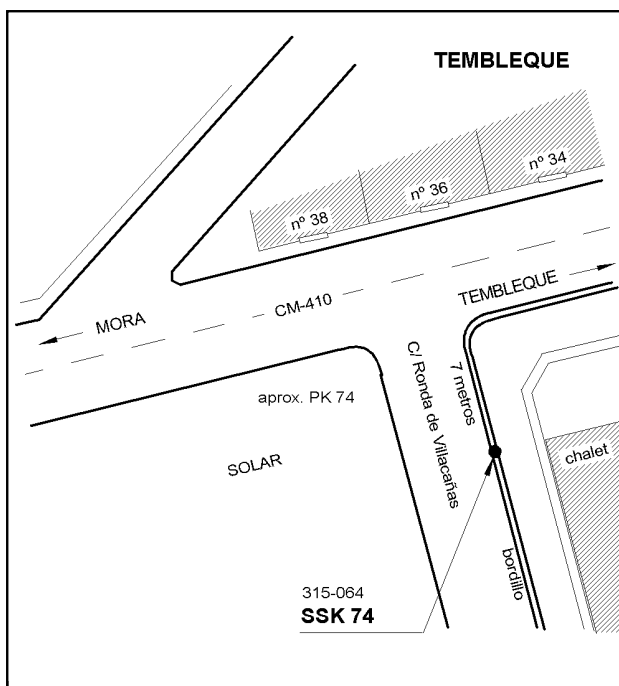 TEMBLEQUE
nº 34
nº 36
nº 38
TEMBLEQUE
CM-410
MORA
C/ Ronda de Villacañas
7 metros
aprox. PK 74
chalet
SOLAR
bordillo
315-064
SSK 74